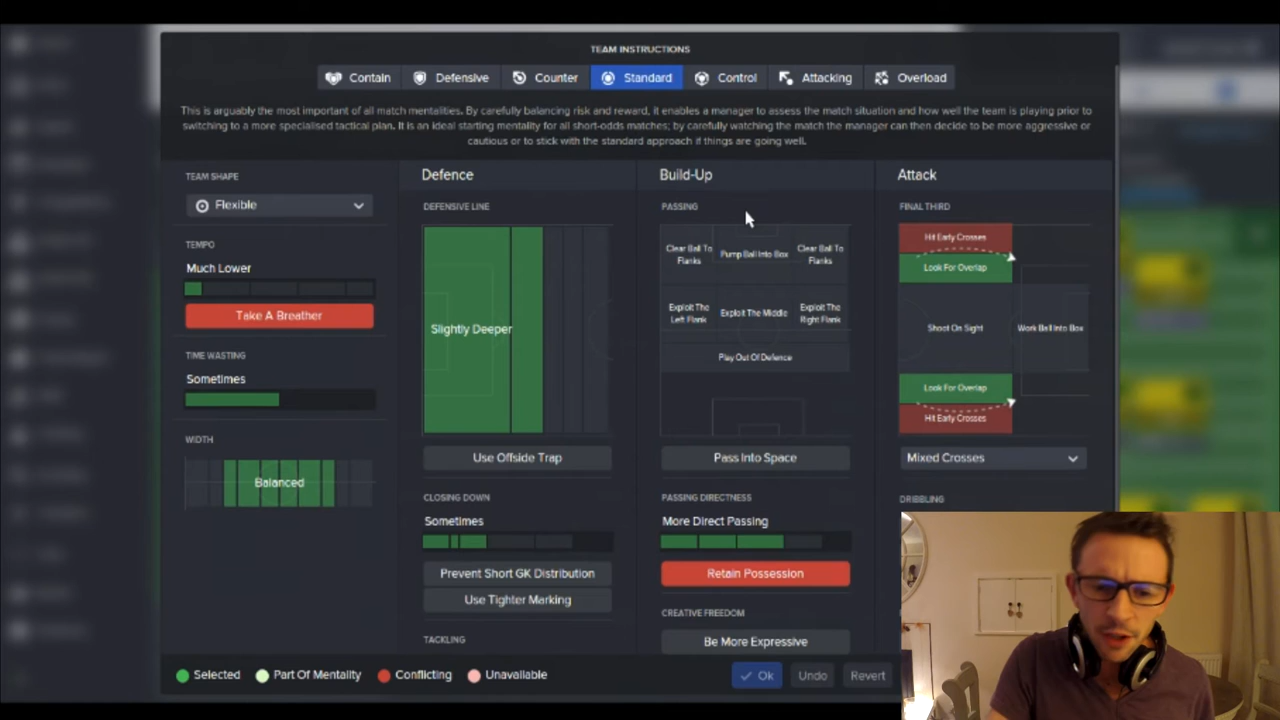 TEAM INSTRUCTIONS
Contain
Defensive
Counter
Standard
Control
Attacking
Overload
This is arguably the most important of all match mentalities. By carefully balancing risk and reward, it enables a manager to assess the match situation and how well the team is playing prior to
switching to a more specialised tactical plan. It is an ideal starting mentality for all short-odds matches; by carefully watching the match the manager can then decide to be more aggressive or
cautious or to stick with the standard approach if things are going well.
TEAM SHAPE
Flexible
TEMPO
Much Lower
Take A Breather
TIME WASTING
Sometimes
WIDTH
Balanced
Defence
DEFENSIVE LINE
Slightly Deeper
Use Offside Trap
CLOSING DOWN
Sometimes
Prevent Short GK Distribution
Use Tighter Marking
TACKLING
Build-Up
PASSING
Clear Ball To
Flanks
Pump Ball Into Box
Clear Ball To
Flanks
Exploit The
Left Flank
Exploit The Middle
Exploit The
Right Flank
Play Out Of Defence
Pass Into Space
PASSING DIRECTNESS
More Direct Passing
Retain Possession
CREATIVE FREEDOM
Be More Expressive
Attack
FINAL THIRD
Hit Early Crosses
Look For Overlap
Shoot On Sight
Work Ball Into Box
Look For Overlap
Hit Early Crosses
Mixed Crosses
DRIBBLING
Selected
Part Of Mentality
Conflicting
Unavailable
Ok
Undo
Revert